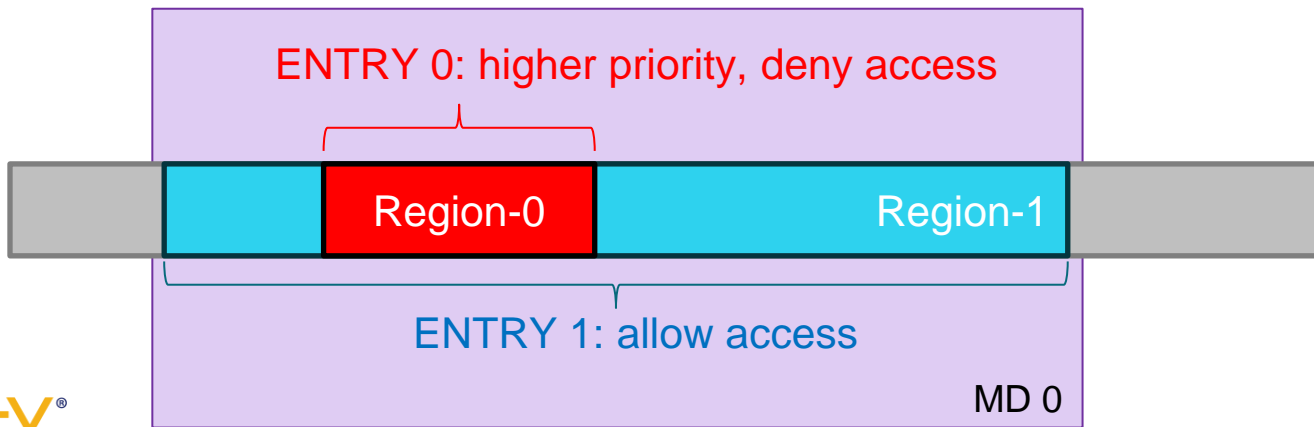 ENTRY 0: higher priority, deny access
Region-0
Region-1
ENTRY 1: allow access
MD 0
-V®